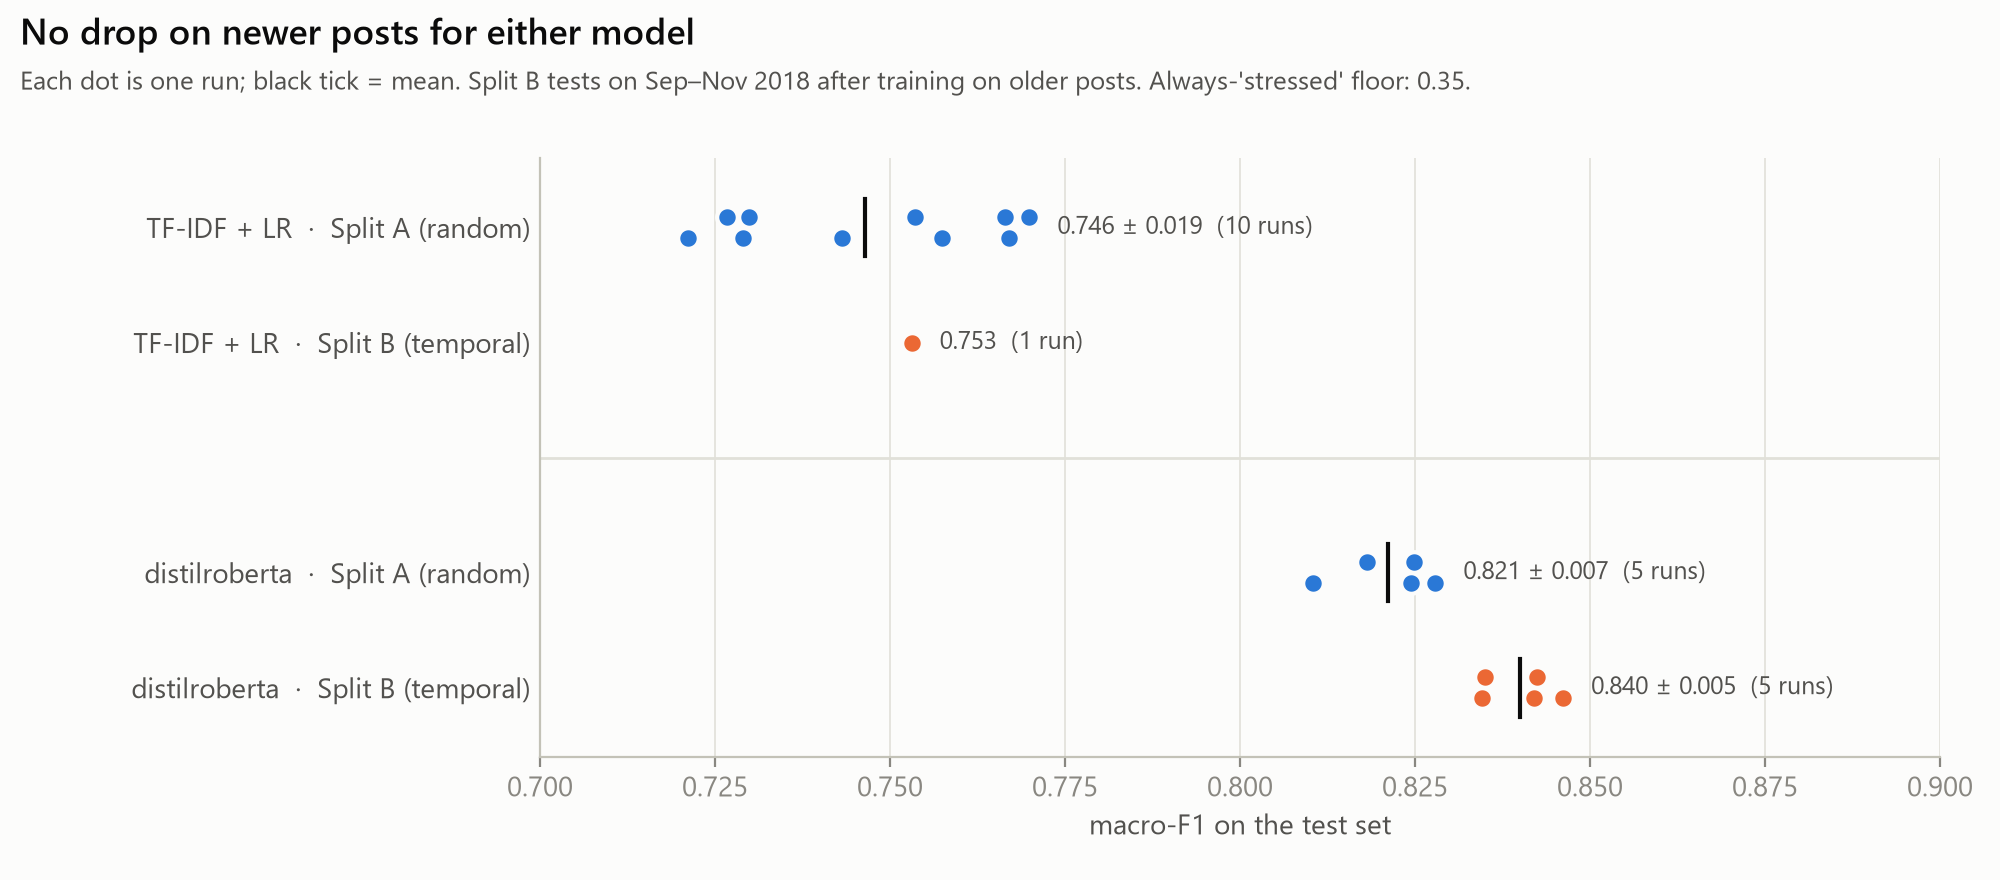 No drop on newer posts for either model
Each dot is one run; black tick = mean. Split B tests on Sep–Nov 2018 after training on older posts. Always-'stressed' floor: 0.35.
TF-IDF + LR · Split A (random)
0.746 ± 0.019 (10 runs)
TF-IDF + LR · Split B (temporal)
0.753 (1 run)
distilroberta · Split A (random)
0.821 ± 0.007 (5 runs)
distilroberta · Split B (temporal)
0.840 ± 0.005 (5 runs)
0.700 0.725 0.750 0.775 0.800 0.825 0.850 0.875 0.900
macro-F1 on the test set